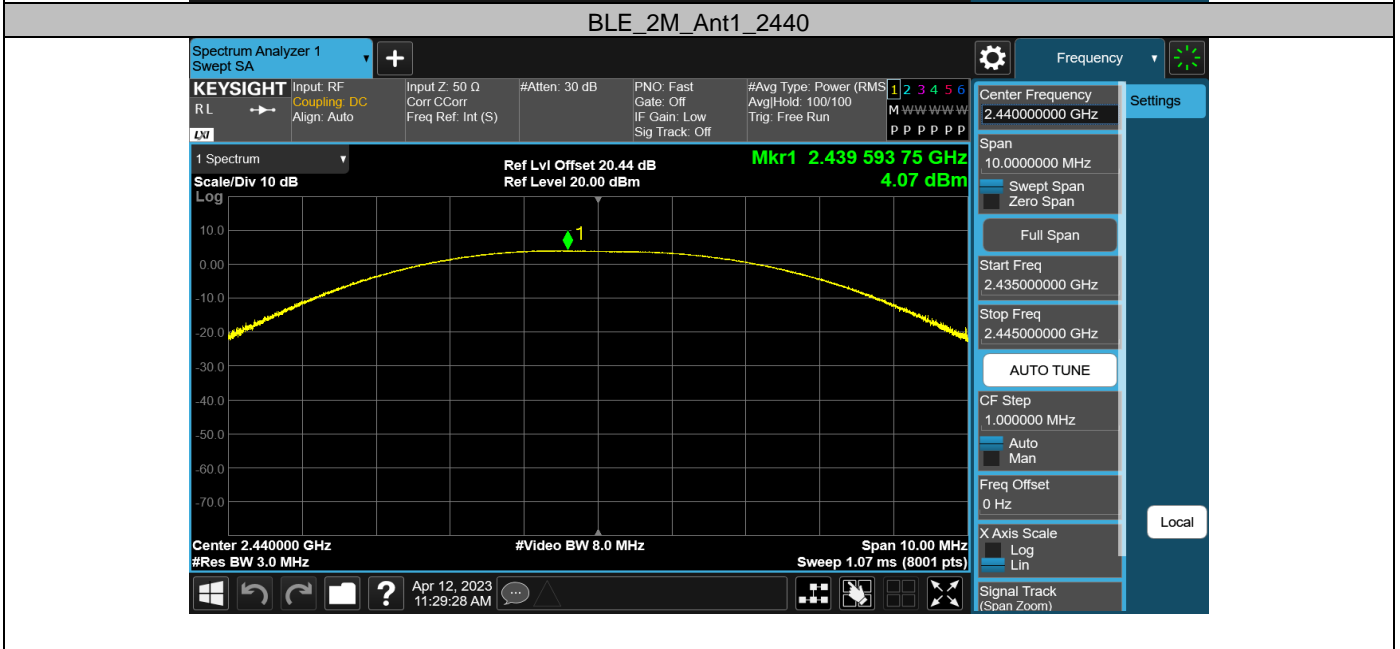 BLE_2M_Ant1_2440
Spectrum Analyzer 1
Swept SA
+
Frequency
KEYSIGHT
RL
LXI
Input: RF
Coupling: DC
Align: Auto
Input Z: 50 Ω
Corr CCorr
Freq Ref: Int (S)
#Atten: 30 dB
PNO: Fast
Gate: Off
IF Gain: Low
Sig Track: Off
#Avg Type: Power (RMS
Avg|Hold: 100/100
Trig: Free Run
1 2 3 4 5 6
M W W W W W
P P P P P P
1 Spectrum
Scale/Div 10 dB
Log
Ref Lvl Offset 20.44 dB
Ref Level 20.00 dBm
Mkr1 2.439 593 75 GHz
4.07 dBm
1
10.0
0.00
-10.0
-20.0
-30.0
-40.0
-50.0
-60.0
-70.0
Center 2.440000 GHz
#Res BW 3.0 MHz
#Video BW 8.0 MHz
Span 10.00 MHz
Sweep 1.07 ms (8001 pts)
Center Frequency
2.440000000 GHz
Span
10.0000000 MHz
Swept Span
Zero Span
Full Span
Start Freq
2.435000000 GHz
Stop Freq
2.445000000 GHz
AUTO TUNE
CF Step
1.000000 MHz
Auto
Man
Freq Offset
0 Hz
X Axis Scale
Log
Lin
Signal Track
(Span Zoom)
Settings
Local
?
Apr 12, 2023
11:29:28 AM